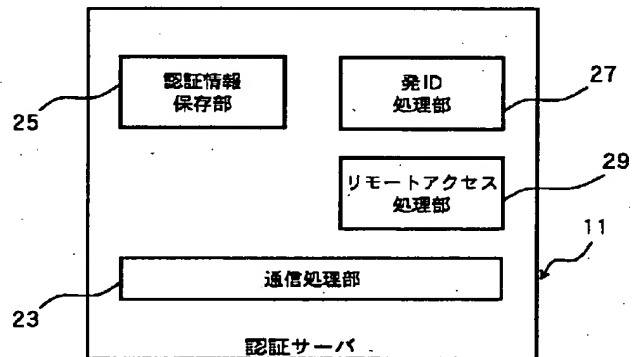 認証情報
保存部
発ID
処理部
27
25
リモートアクセス
処理部
29
11
通信処理部
23
認証サーバ